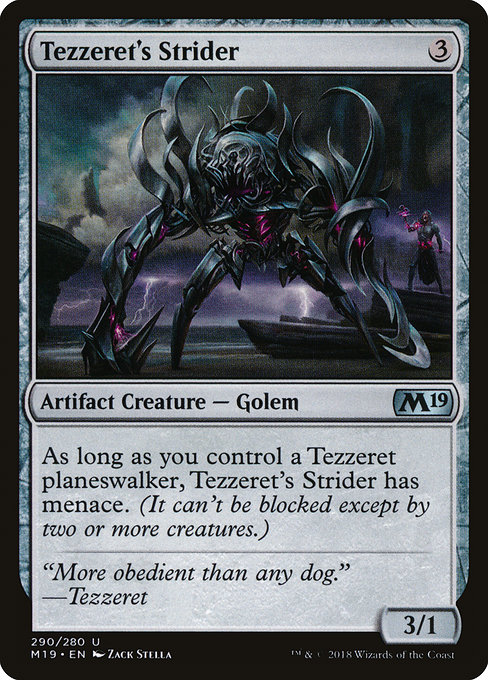 Tezzeret's Strider
3
Artifact Creature — Golem
M19
As long as you control a Tezzeret
planeswalker, Tezzeret's Strider has
menace. (It can't be blocked except by
two or more creatures.)
“More obedient than any dog.”
—Tezzeret
3/1
290/280 U
M19 • EN Zack Stella
™ & © 2018 Wizards of the Coast